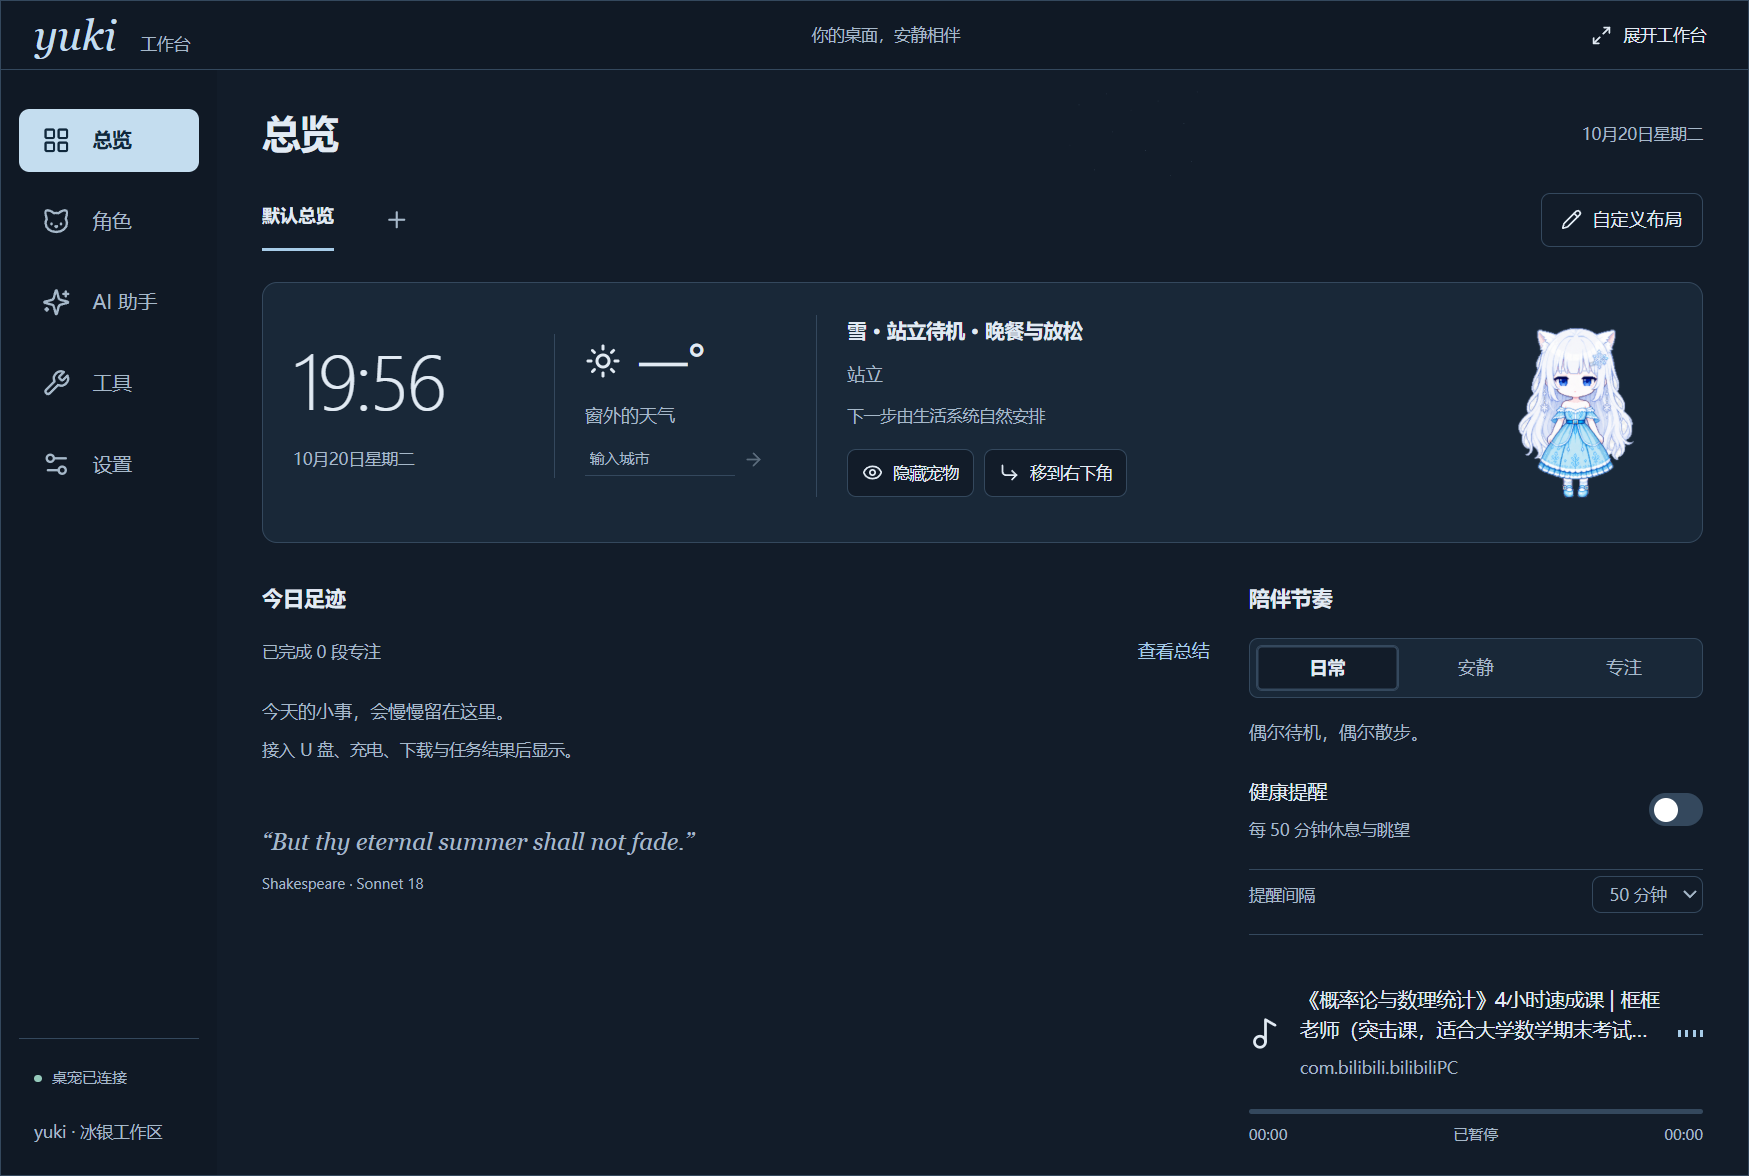 yuki 工作台
你的桌面，安静相伴
展开工作台
总览
角色
AI 助手
工具
设置
桌宠已连接
yuki · 冰银工作区
总览
10月20日星期二
默认总览
自定义布局
19:56
10月20日星期二
—°
窗外的天气
输入城市
雪 · 站立待机 · 晚餐与放松
站立
下一步由生活系统自然安排
隐藏宠物
移到右下角
今日足迹
已完成 0 段专注
查看总结
今天的小事，会慢慢留在这里。
接入 U 盘、充电、下载与任务结果后显示。
“But thy eternal summer shall not fade.”
Shakespeare · Sonnet 18
陪伴节奏
日常
安静
专注
偶尔待机，偶尔散步。
健康提醒
每 50 分钟休息与眺望
提醒间隔
50 分钟
《概率论与数理统计》4小时速成课 | 框框
老师（突击课，适合大学数学期末考试...
com.bilibili.bilibiliPC
00:00
已暂停
00:00